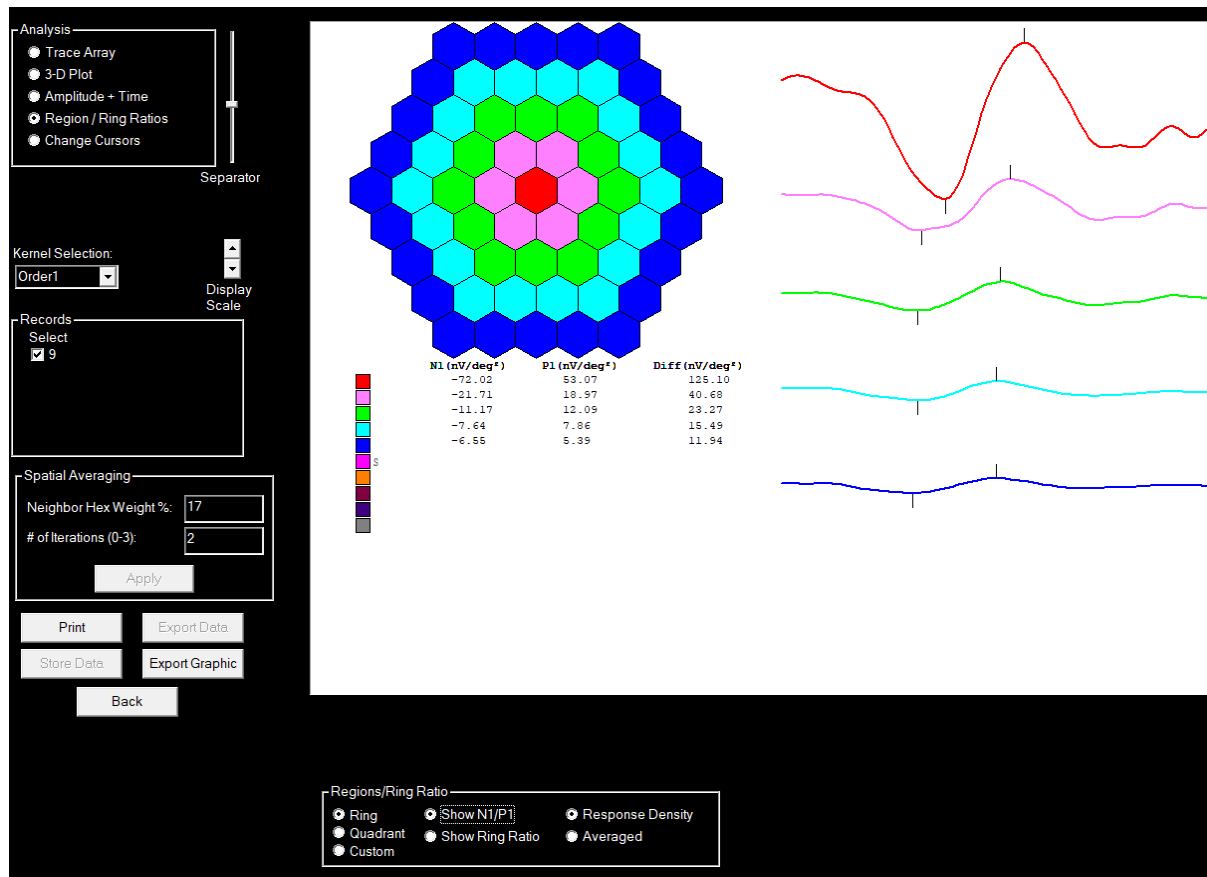 Analysis
Trace Array
3-D Plot
Amplitude + Time
Region / Ring Ratios
Change Cursors
Separator
Kernel Selection:
Order1
Display
Scale
Records
Select
9
Spatial Averaging
Neighbor Hex Weight %: 17
# of Iterations (0-3): 2
Apply
Print Export Data
Store Data Export Graphic
Back
N1(nV/deg²) P1(nV/deg²) Diff(nV/deg²)
-72.02 53.07 125.10
-21.71 18.97 40.68
-11.17 12.09 23.27
-7.64 7.86 15.49
-6.55 5.39 11.94
S
Regions/Ring Ratio
Ring Show N1/P1 Response Density
Quadrant Show Ring Ratio Averaged
Custom